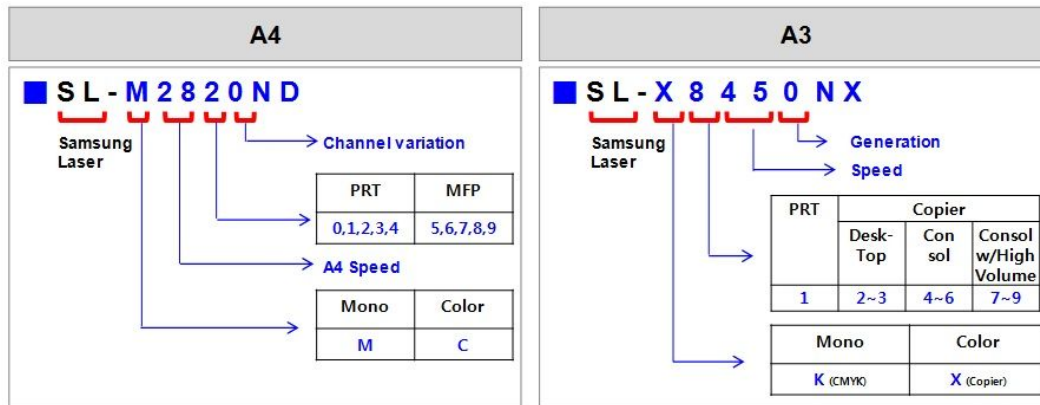 A4
SL-M2820ND
Samsung
Laser
Channel variation
PRT MFP
0,1,2,3,4 5,6,7,8,9
A4 Speed
Mono Color
M C
A3
SL-X8450NX
Samsung
Laser
Generation
Speed
PRT Copier
Desk-
Top
Con
sol
Consol
w/High
Volume
1 2~3 4~6 7~9
Mono Color
K (CMYK) X (Copier)